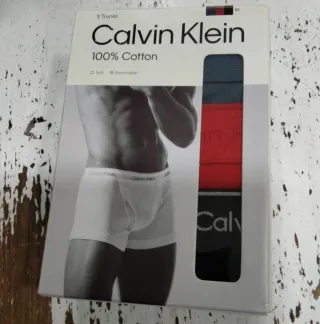 3 Trunks
Calvin Klein
100% Cotton
Calvin Klein
Calv